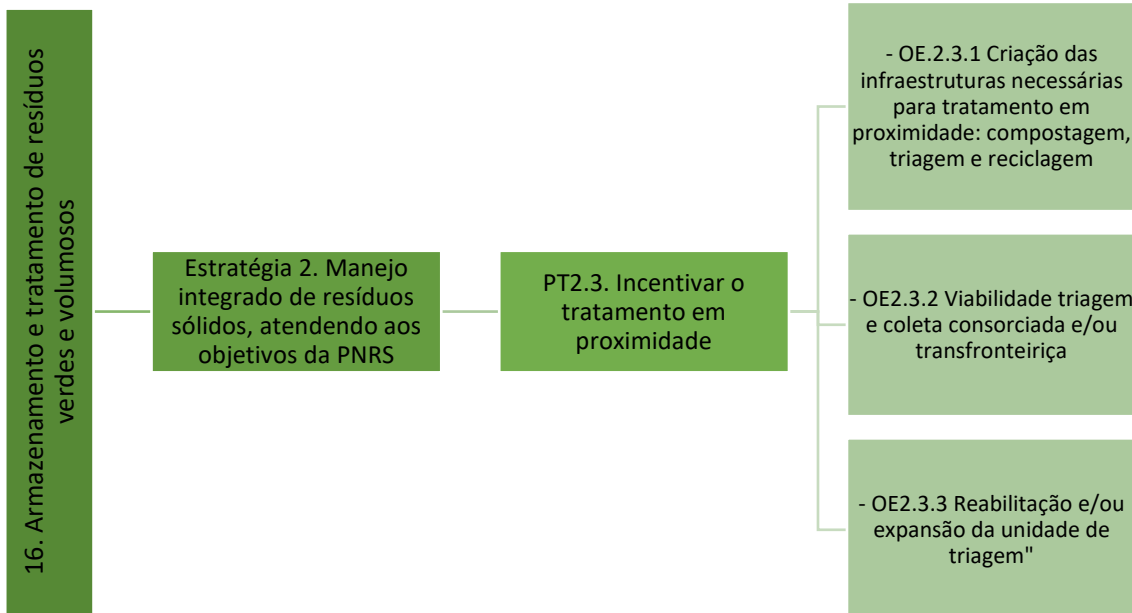 16. Armazenamento e tratamento de resíduos
verdes e volumosos
Estratégia 2. Manejo
integrado de resíduos
sólidos, atendendo aos
objetivos da PNRS
PT2.3. Incentivar o
tratamento em
proximidade
- OE.2.3.1 Criação das
infraestruturas necessárias
para tratamento em
proximidade: compostagem,
triagem e reciclagem
- OE2.3.2 Viabilidade triagem
e coleta consorciada e/ou
transfronteiriça
- OE2.3.3 Reabilitação e/ou
expansão da unidade de
triagem"